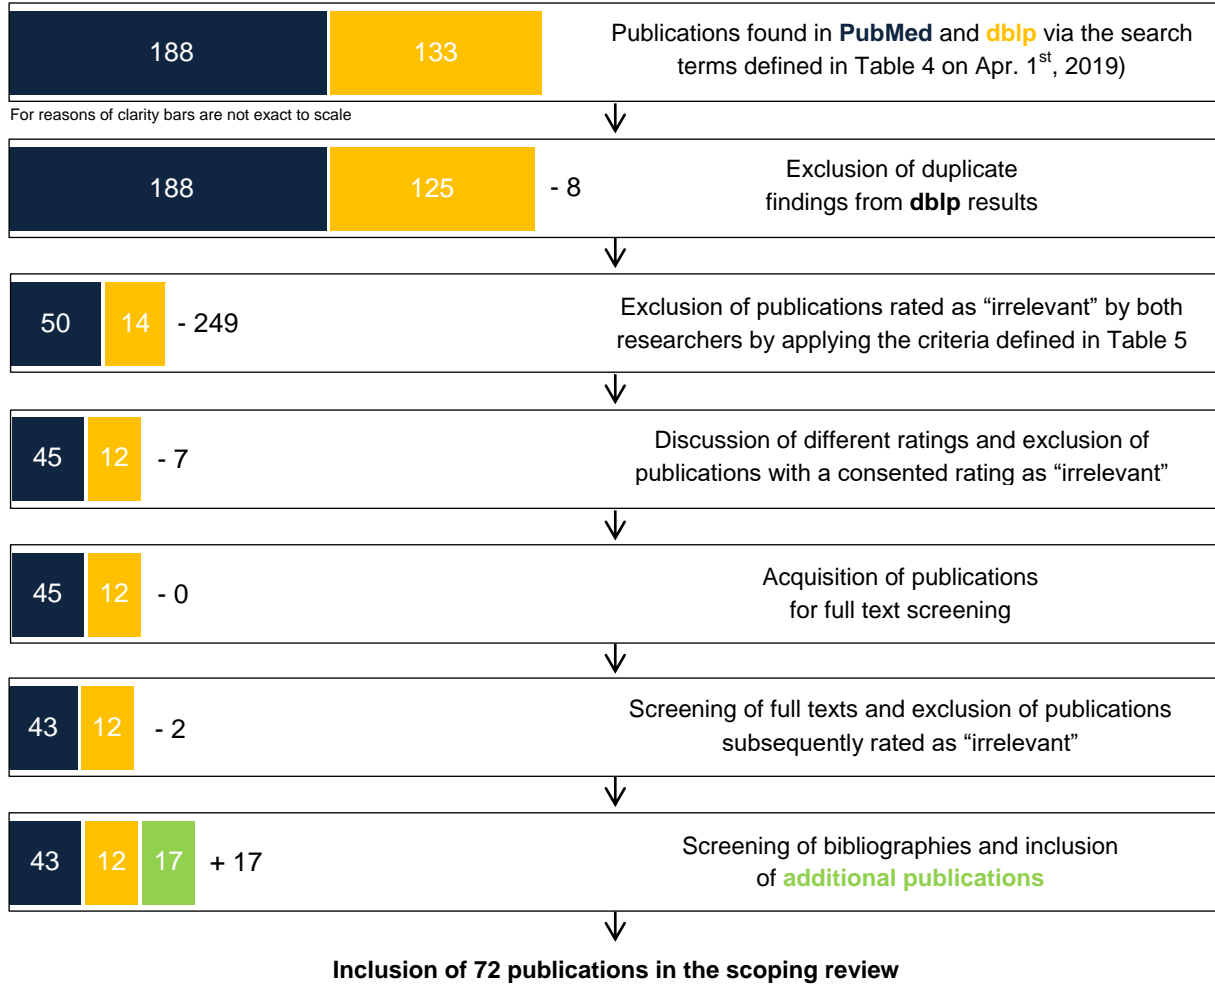 188 133 Publications found in PubMed and dblp via the search
terms defined in Table 4 on Apr. 1st, 2019)
For reasons of clarity bars are not exact to scale
188 125 - 8 Exclusion of duplicate
findings from dblp results
50 14 - 249 Exclusion of publications rated as “irrelevant” by both
researchers by applying the criteria defined in Table 5
45 12 - 7 Discussion of different ratings and exclusion of
publications with a consented rating as “irrelevant”
45 12 - 0 Acquisition of publications
for full text screening
43 12 - 2 Screening of full texts and exclusion of publications
subsequently rated as “irrelevant”
43 12 17 + 17 Screening of bibliographies and inclusion
of additional publications
Inclusion of 72 publications in the scoping review